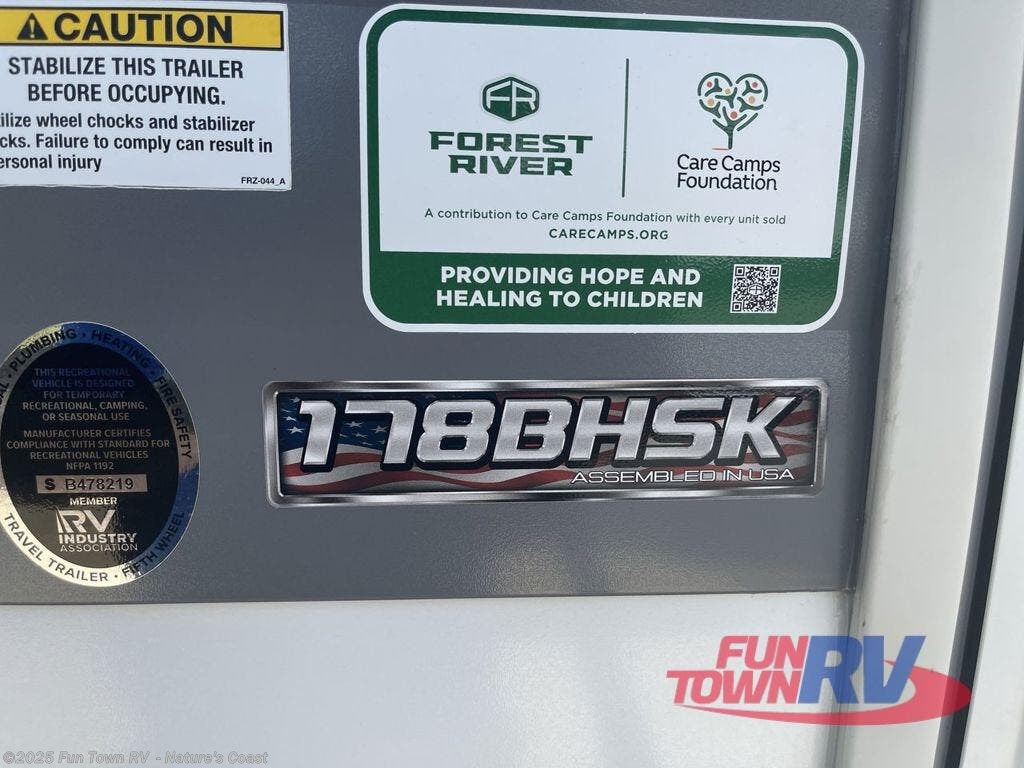 CAUTION
STABILIZE THIS TRAILER
BEFORE OCCUPYING.
tilize wheel chocks and stabilizer
cks. Failure to comply can result in
ersonal injury
FRZ-044_A
FR
FOREST
RIVER
Care Camps
Foundation
A contribution to Care Camps Foundation with every unit sold
CARECAMPS.ORG
PROVIDING HOPE AND
HEALING TO CHILDREN
AL · PLUMBING · HEATING · FIRE SAFETY
THIS RECREATIONAL
VEHICLE IS DESIGNED
FOR TEMPORARY
RECREATIONAL, CAMPING,
OR SEASONAL USE
MANUFACTURER CERTIFIES
COMPLIANCE WITH STANDARD FOR
RECREATIONAL VEHICLES
NFPA 1192
S B478219
MEMBER
RV
INDUSTRY
ASSOCIATION
TRAVEL TRAILER · FIFTH WHEEL
178BHSK
ASSEMBLED IN USA
FUN
TOWN RV
©2025 Fun Town RV - Nature's Coast